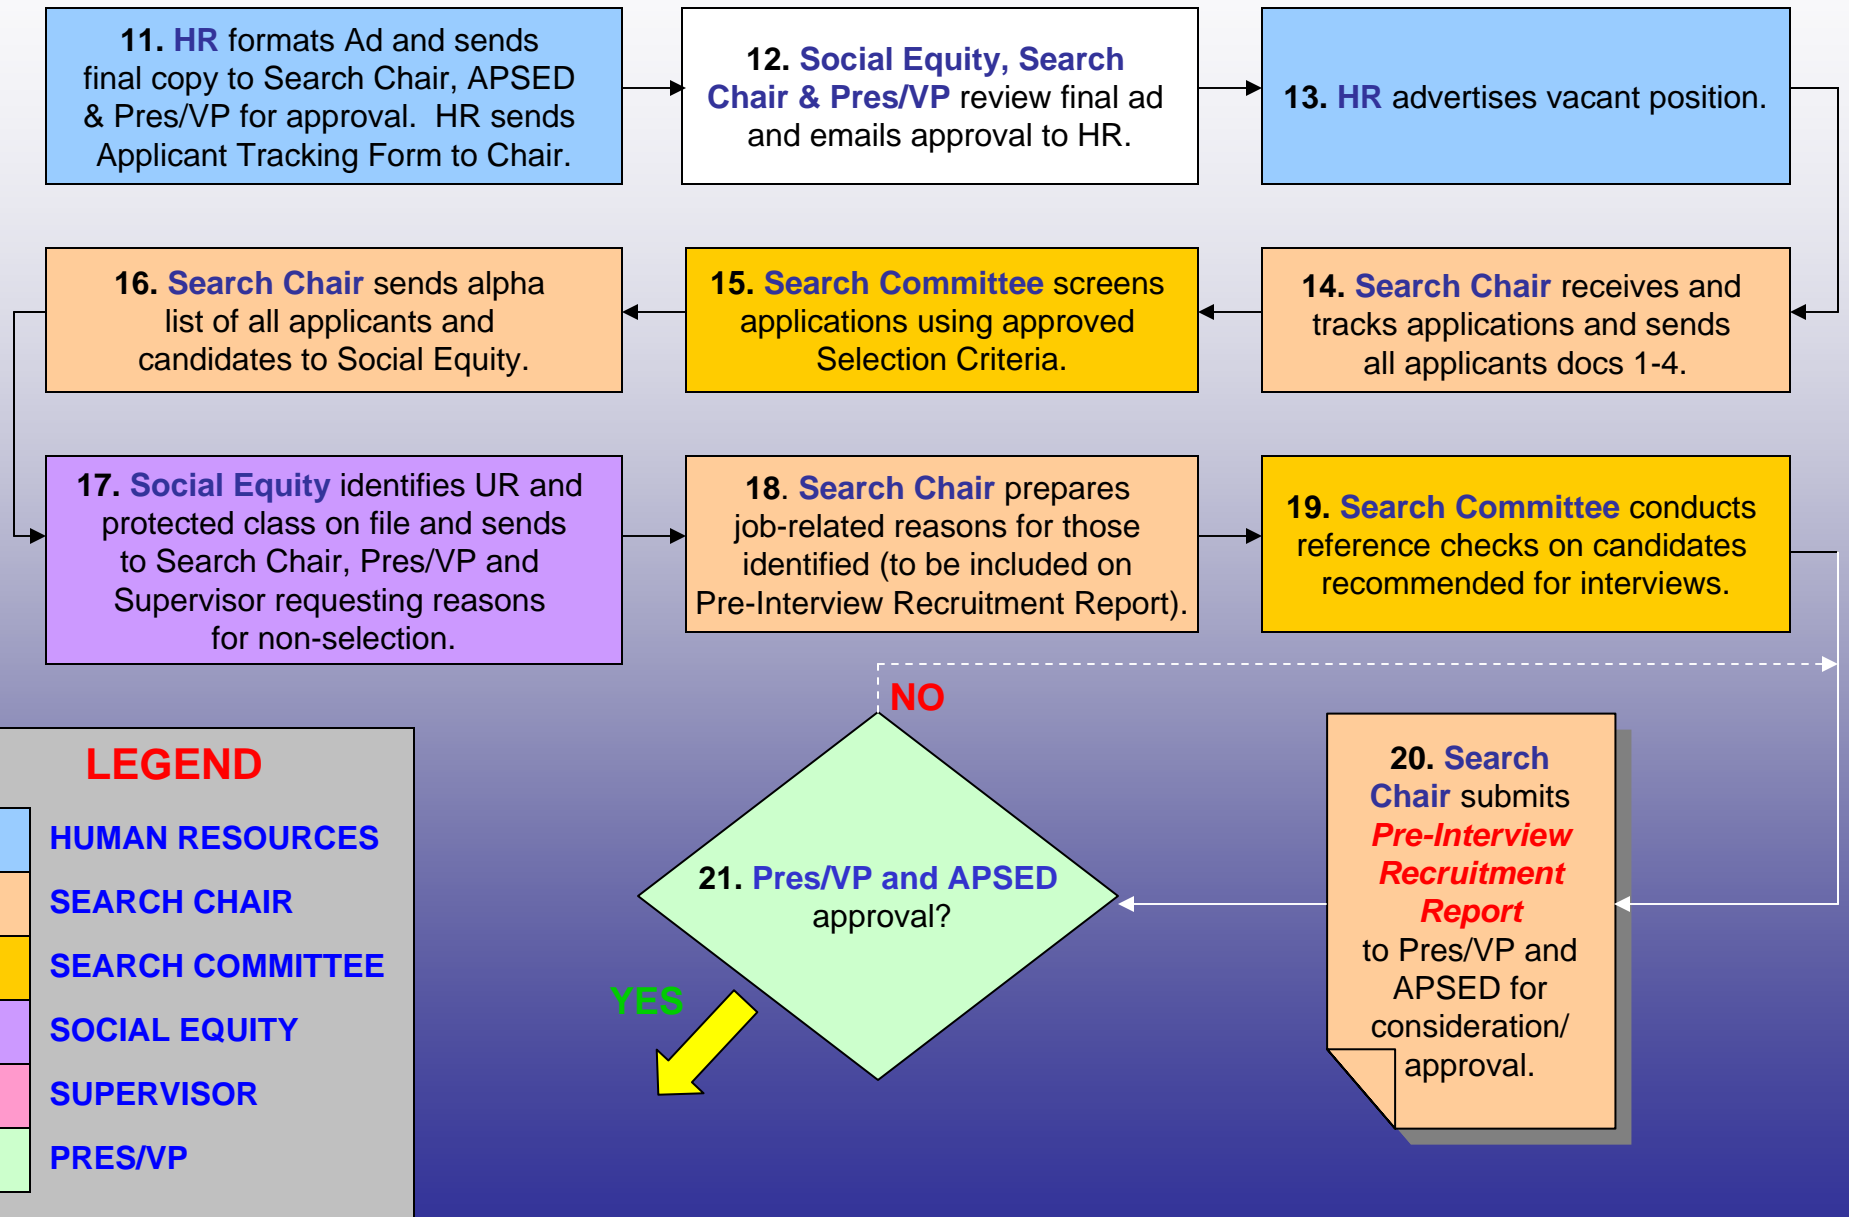 11. HR formats Ad and sends
final copy to Search Chair, APSED
& Pres/VP for approval. HR sends
Applicant Tracking Form to Chair.
12. Social Equity, Search
Chair & Pres/VP review final ad
and emails approval to HR.
13. HR advertises vacant position.
14. Search Chair receives and
tracks applications and sends
all applicants docs 1-4.
15. Search Committee screens
applications using approved
Selection Criteria.
16. Search Chair sends alpha
list of all applicants and
candidates to Social Equity.
17. Social Equity identifies UR and
protected class on file and sends
to Search Chair, Pres/VP and
Supervisor requesting reasons
for non-selection.
18. Search Chair prepares
job-related reasons for those
identified (to be included on
Pre-Interview Recruitment Report).
19. Search Committee conducts
reference checks on candidates
recommended for interviews.
20. Search
Chair submits
Pre-Interview
Recruitment
Report
to Pres/VP and
APSED for
consideration/
approval.
21. Pres/VP and APSED
approval?
NO
YES
LEGEND
HUMAN RESOURCES
SEARCH CHAIR
SEARCH COMMITTEE
SOCIAL EQUITY
SUPERVISOR
PRES/VP